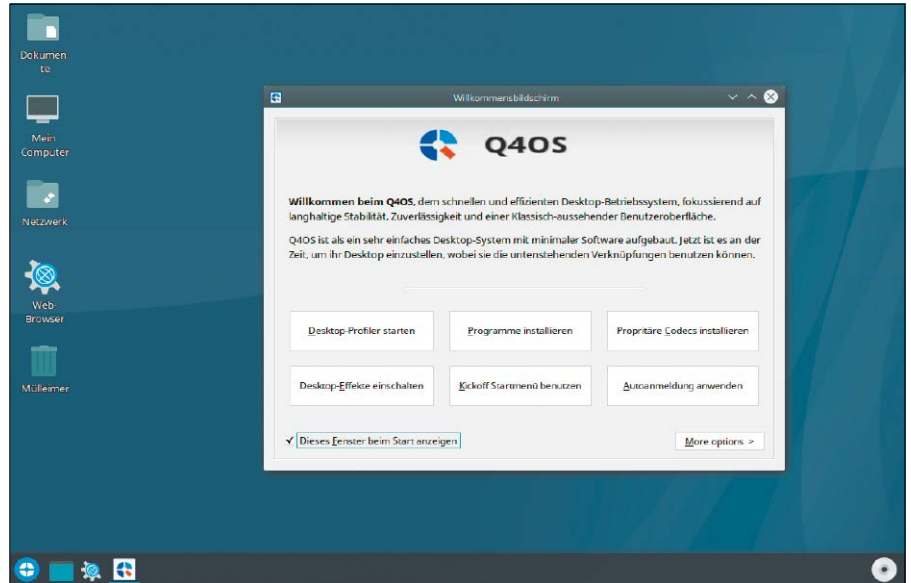 Dokumen
te
Mein
Computer
Netzwerk
Web-
Browser
Mülleimer
Willkommensbildschirm
Q4OS
Willkommen beim Q4OS, dem schnellen und effizienten Desktop-Betriebssystem, fokussierend auf
langhaltige Stabilität, Zuverlässigkeit und einer Klassisch-aussehender Benutzeroberfläche.
Q4OS ist als ein sehr einfaches Desktop-System mit minimaler Software aufgebaut. Jetzt ist es an der
Zeit, um ihr Desktop einzustellen, wobei sie die untenstehenden Verknüpfungen benutzen können.
Desktop-Profiler starten
Programme installieren
Propritäre Codecs installieren
Desktop-Effekte einschalten
Kickoff Startmenü benutzen
Autoanmeldung anwenden
Dieses Fenster beim Start anzeigen
More options >